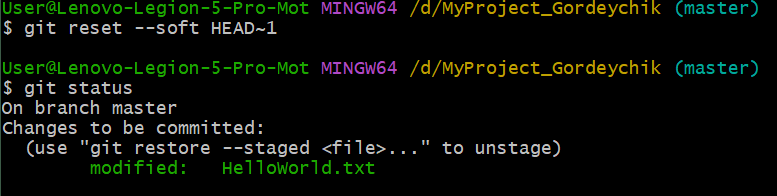 User@Lenovo-Legion-5-Pro-Mot MINGW64 /d/MyProject_Gordeychik (master)
$ git reset --soft HEAD~1
User@Lenovo-Legion-5-Pro-Mot MINGW64 /d/MyProject_Gordeychik (master)
$ git status
On branch master
Changes to be committed:
  (use "git restore --staged <file>..." to unstage)
        modified:   HelloWorld.txt